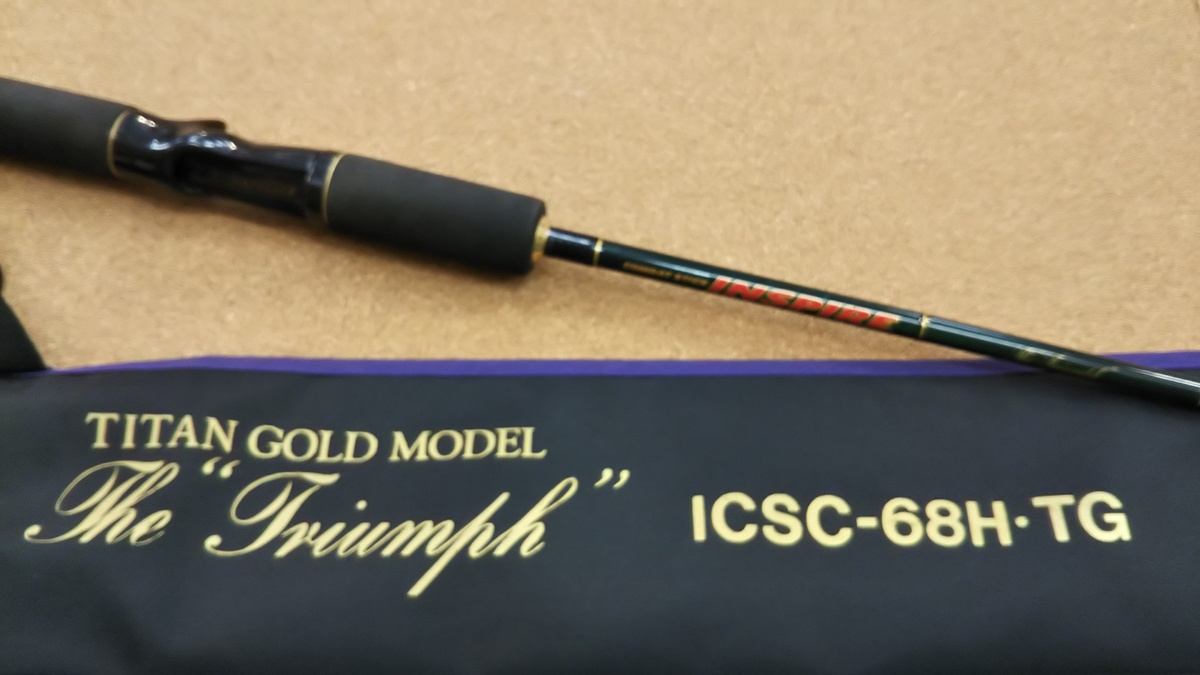 INSPIRE
TITAN GOLD MODEL
The "Triumph"
ICSC-68H·TG